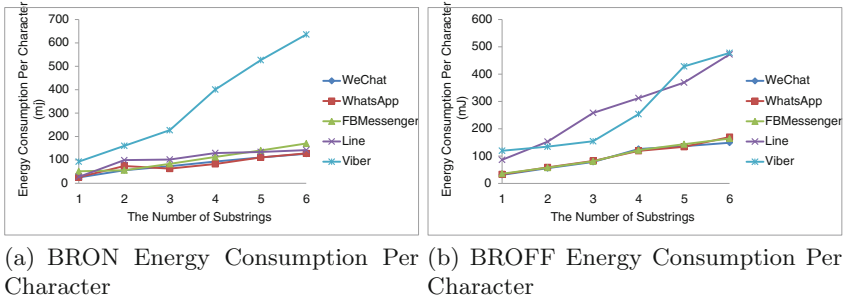 Energy Consumption Per Character
(mj)
700
600
500
400
300
200
100
0
1 2 3 4 5 6
The Number of Substrings
WeChat
WhatsApp
FBMessenger
Line
Viber
(a) BRON Energy Consumption Per
Character
Energy Consumption Per Character
(mJ)
600
500
400
300
200
100
0
1 2 3 4 5 6
The Number of Substrings
WeChat
WhatsApp
FBMessenger
Line
Viber
(b) BROFF Energy Consumption Per
Character